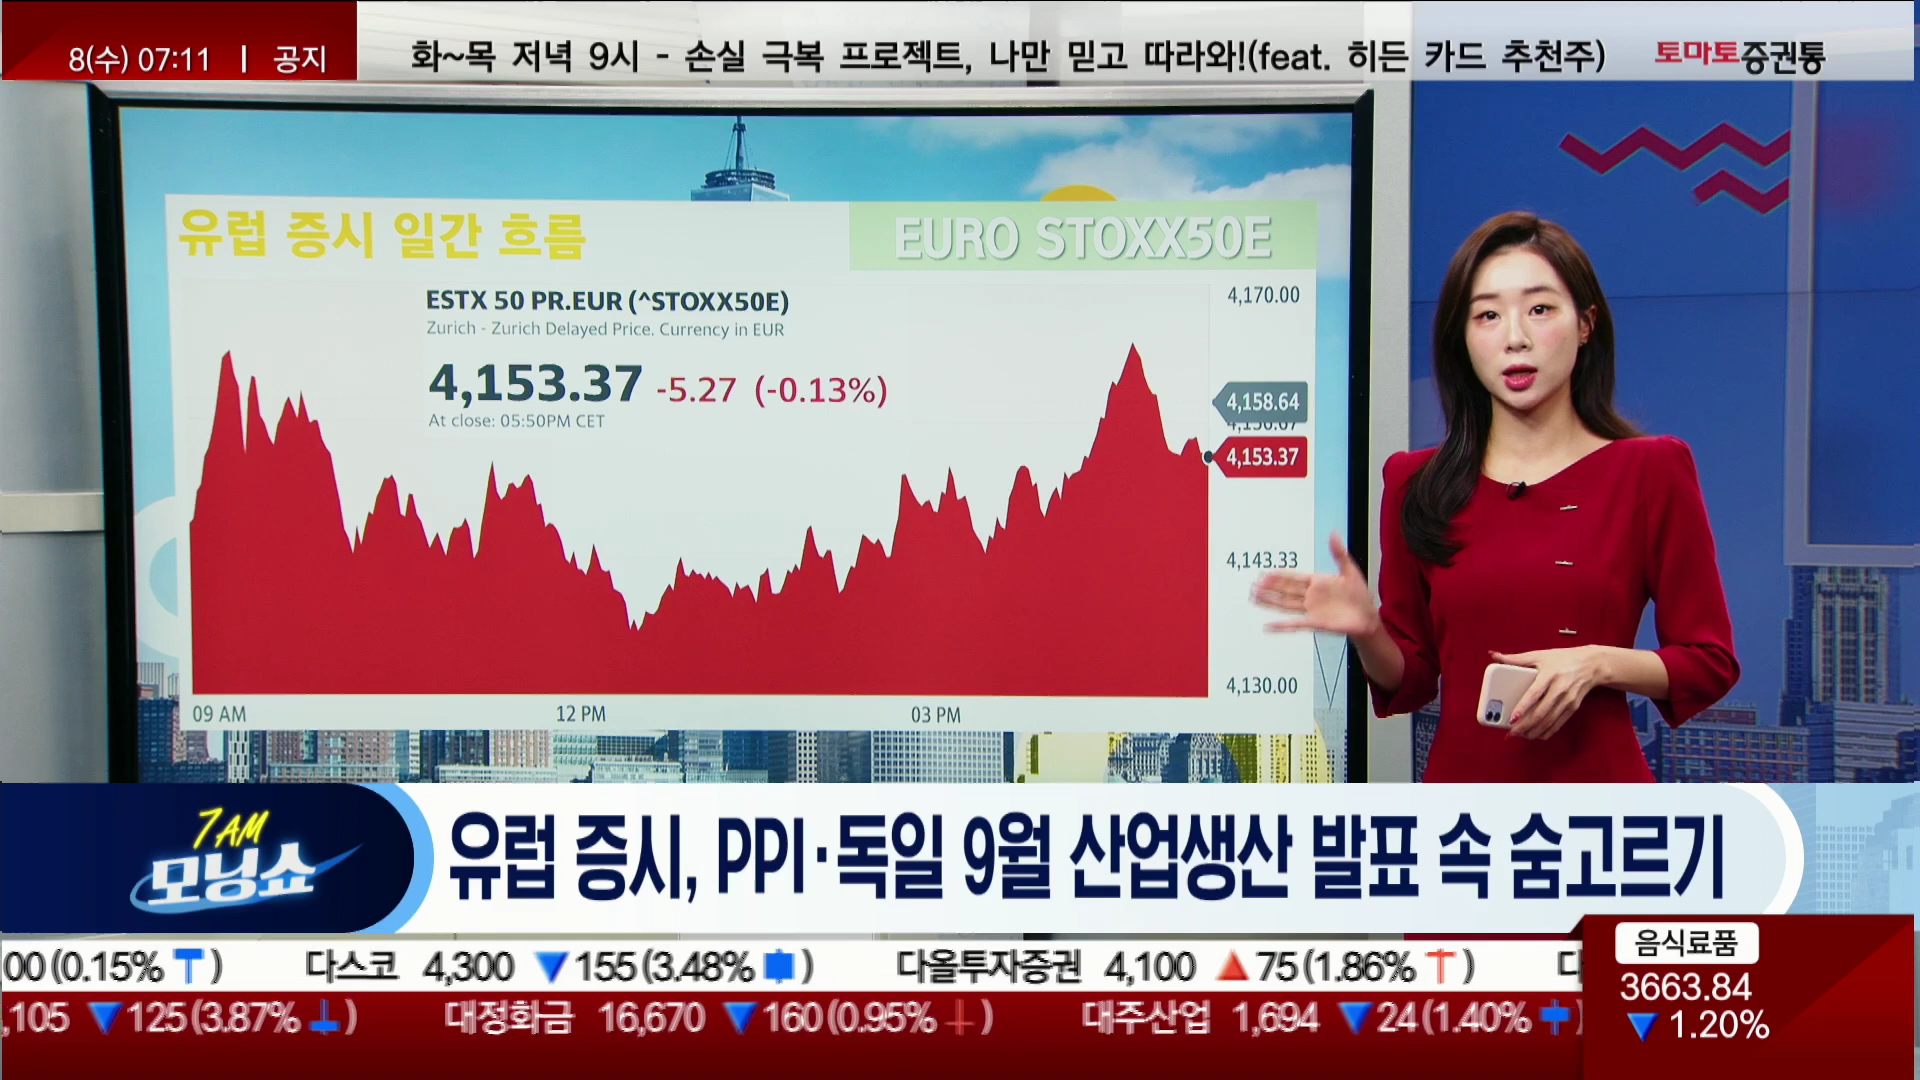 8(수) 07:11 | 공지
화~목 저녁 9시 - 손실 극복 프로젝트, 나만 믿고 따라와!(feat. 히든 카드 추천주)
토마토증권통
유럽 증시 일간 흐름
EURO STOXX50E
ESTX 50 PR.EUR (^STOXX50E)
Zurich - Zurich Delayed Price. Currency in EUR
4,153.37 -5.27 (-0.13%)
At close: 05:50PM CET
4,170.00
4,158.64
4,153.37
4,143.33
4,130.00
09 AM 12 PM 03 PM
7 AM
모닝쇼
유럽 증시, PPI·독일 9월 산업생산 발표 속 숨고르기
00(0.15% ) 다스코 4,300 ▼155(3.48% ) 다올투자증권 4,100 ▲75(1.86% )
,105 ▼125(3.87% ) 대정화금 16,670 ▼160(0.95% ) 대주산업 1,694 ▼24(1.40% )
음식료품
3663.84
▼ 1.20%